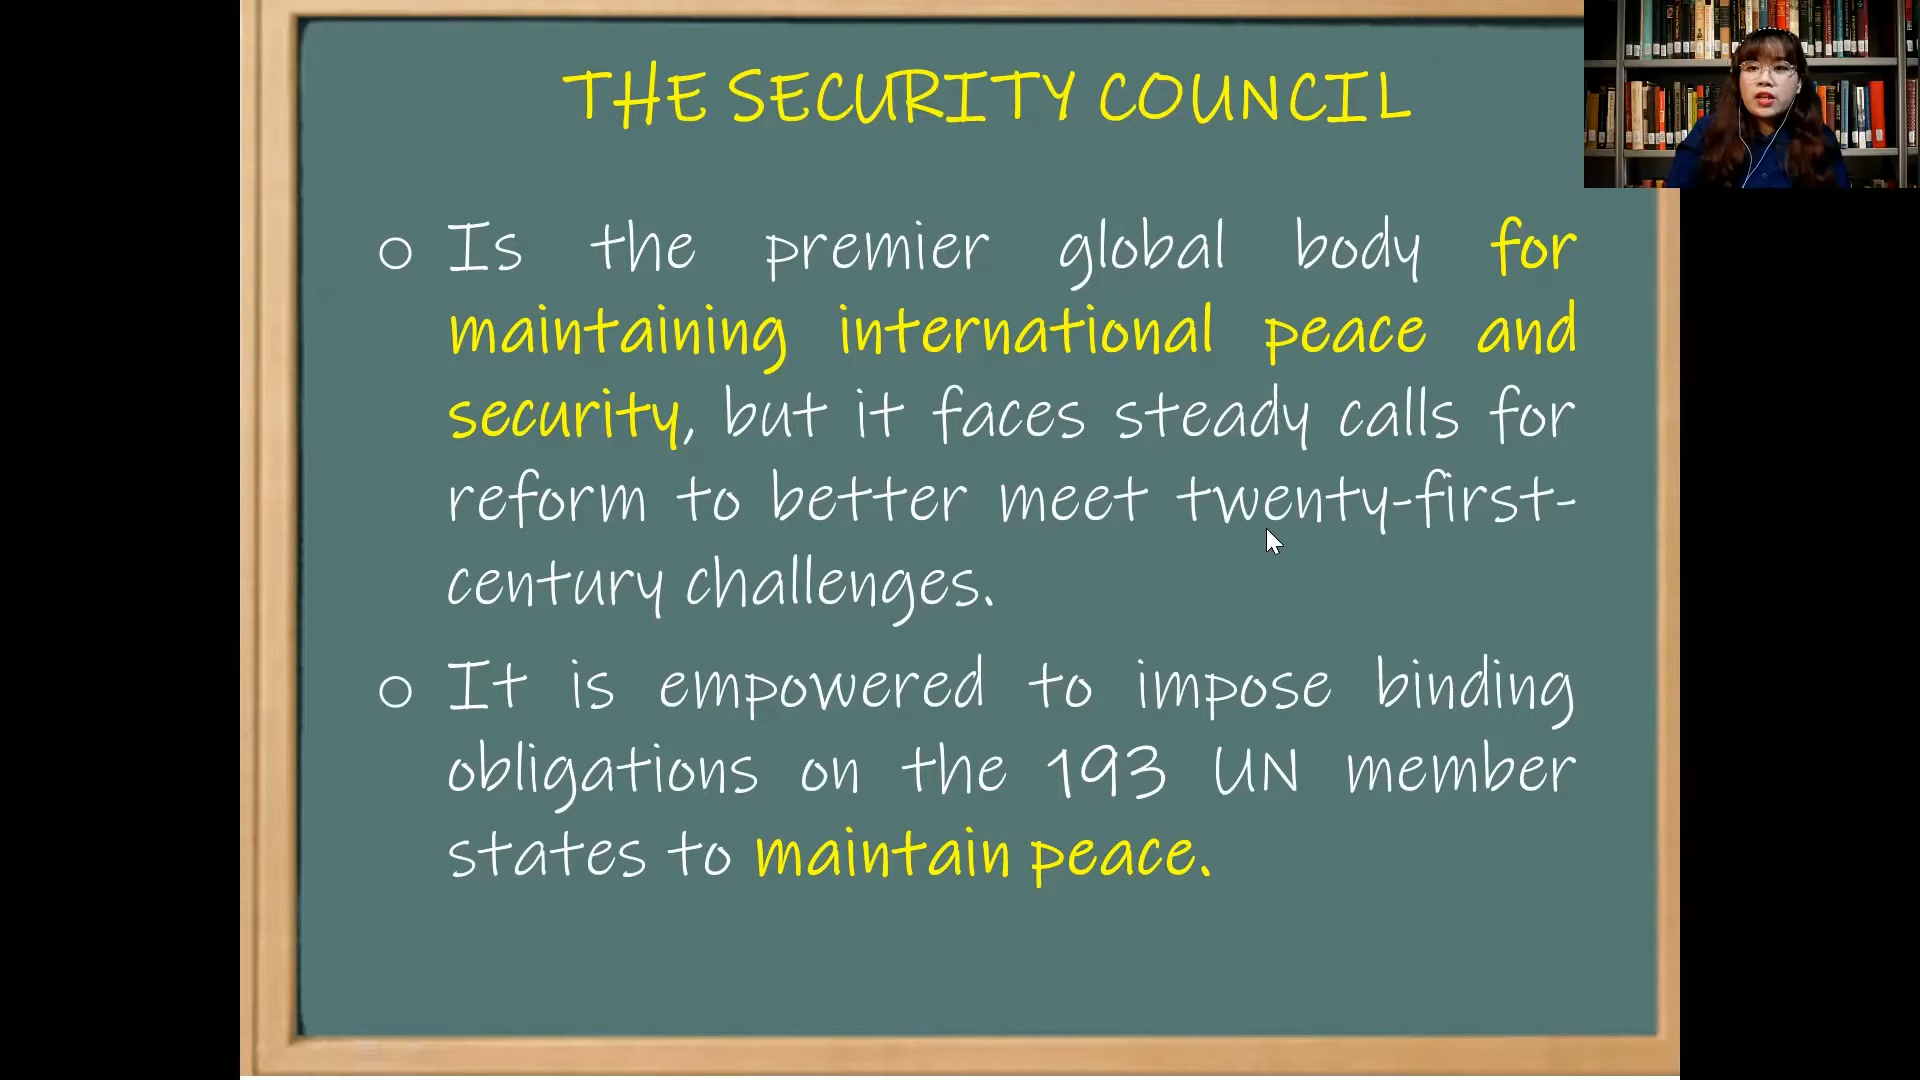 THE SECURITY COUNCIL
o Is the premier global body for
maintaining international peace and
security, but it faces steady calls for
reform to better meet twenty-first-
century challenges.
o It is empowered to impose binding
obligations on the 193 UN member
states to maintain peace.